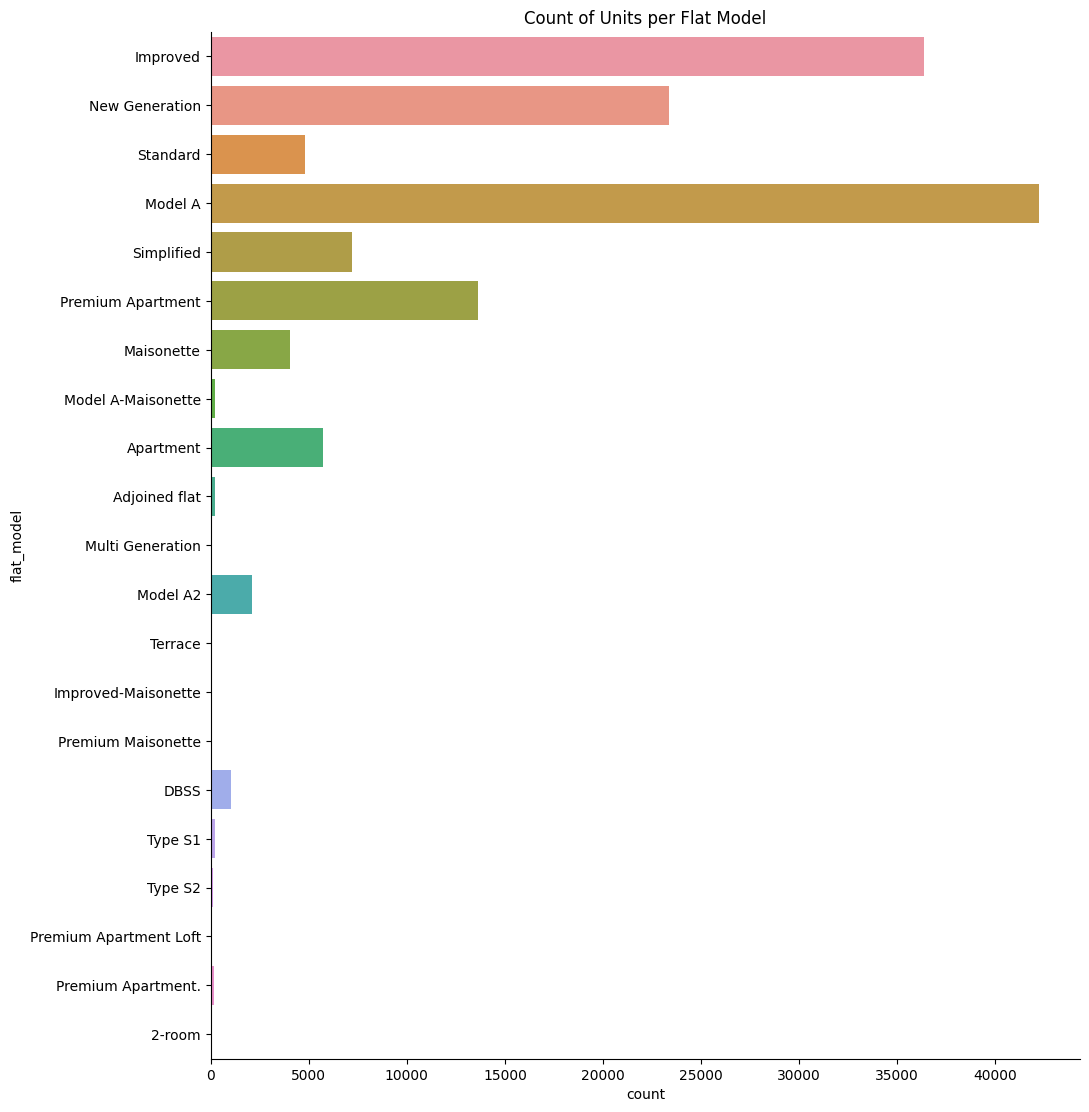 Count of Units per Flat Model
Improved
New Generation
Standard
Model A
Simplified
Premium Apartment
Maisonette
Model A-Maisonette
Apartment
Adjoined flat
Multi Generation
Model A2
Terrace
Improved-Maisonette
Premium Maisonette
DBSS
Type S1
Type S2
Premium Apartment Loft
Premium Apartment.
2-room
flat_model
0 5000 10000 15000 20000 25000 30000 35000 40000
count